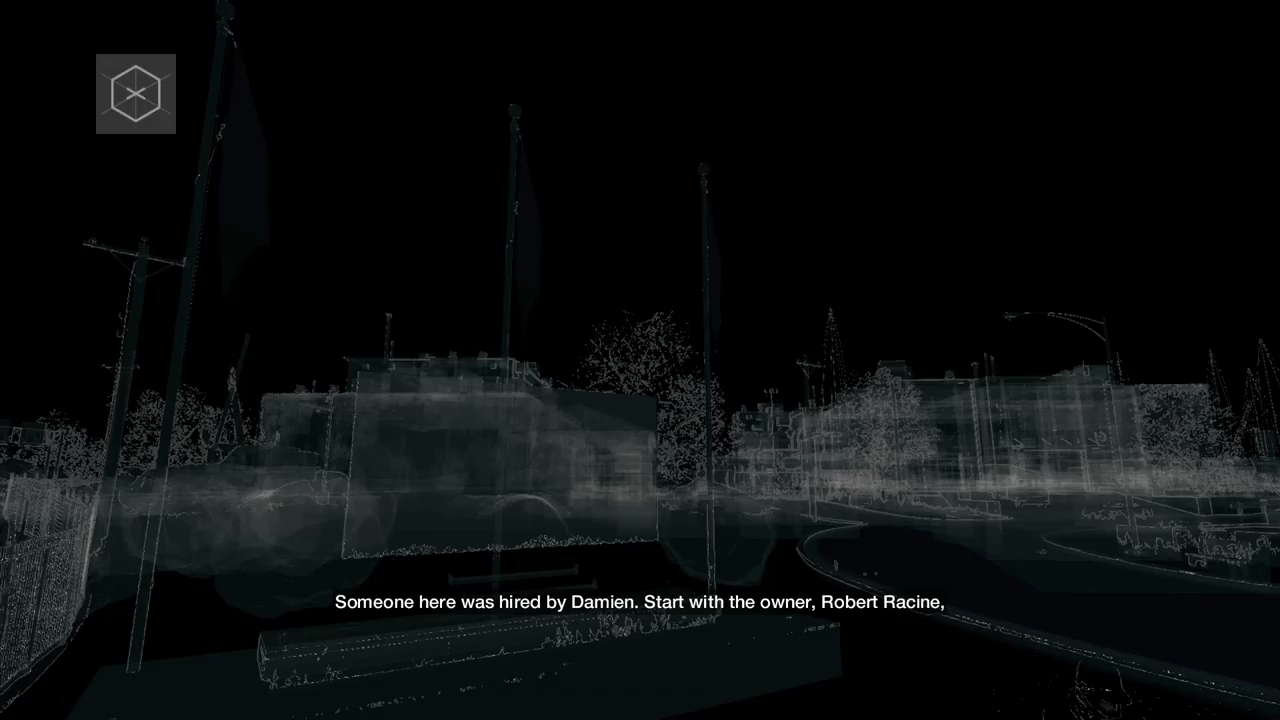 Someone here was hired by Damien. Start with the owner, Robert Racine,